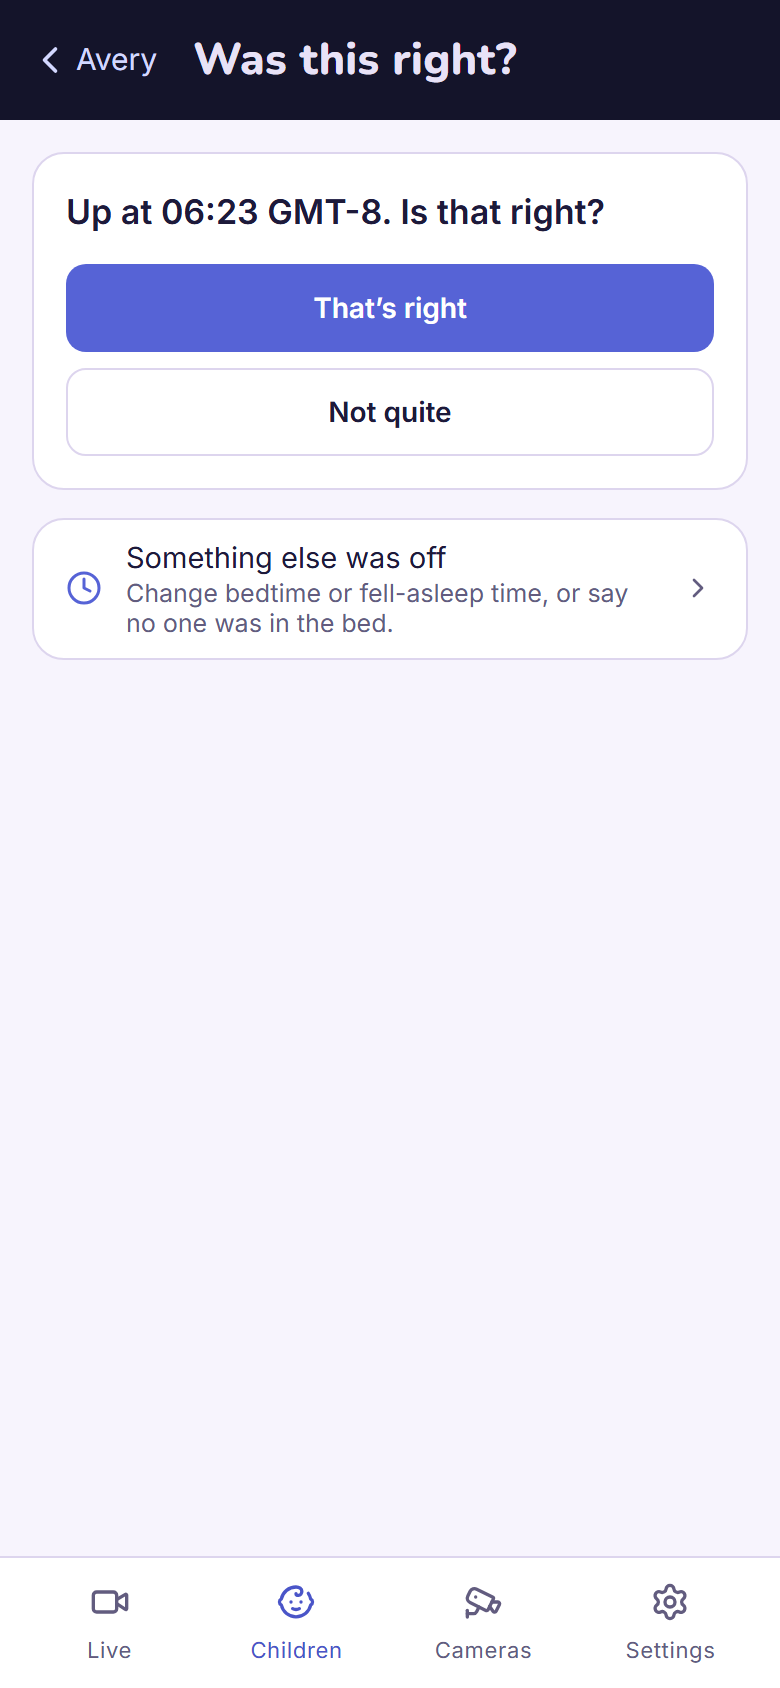 Avery
Was this right?
Up at 06:23 GMT-8. Is that right?
That’s right
Not quite
Something else was off
Change bedtime or fell-asleep time, or say
no one was in the bed.
Live
Children
Cameras
Settings